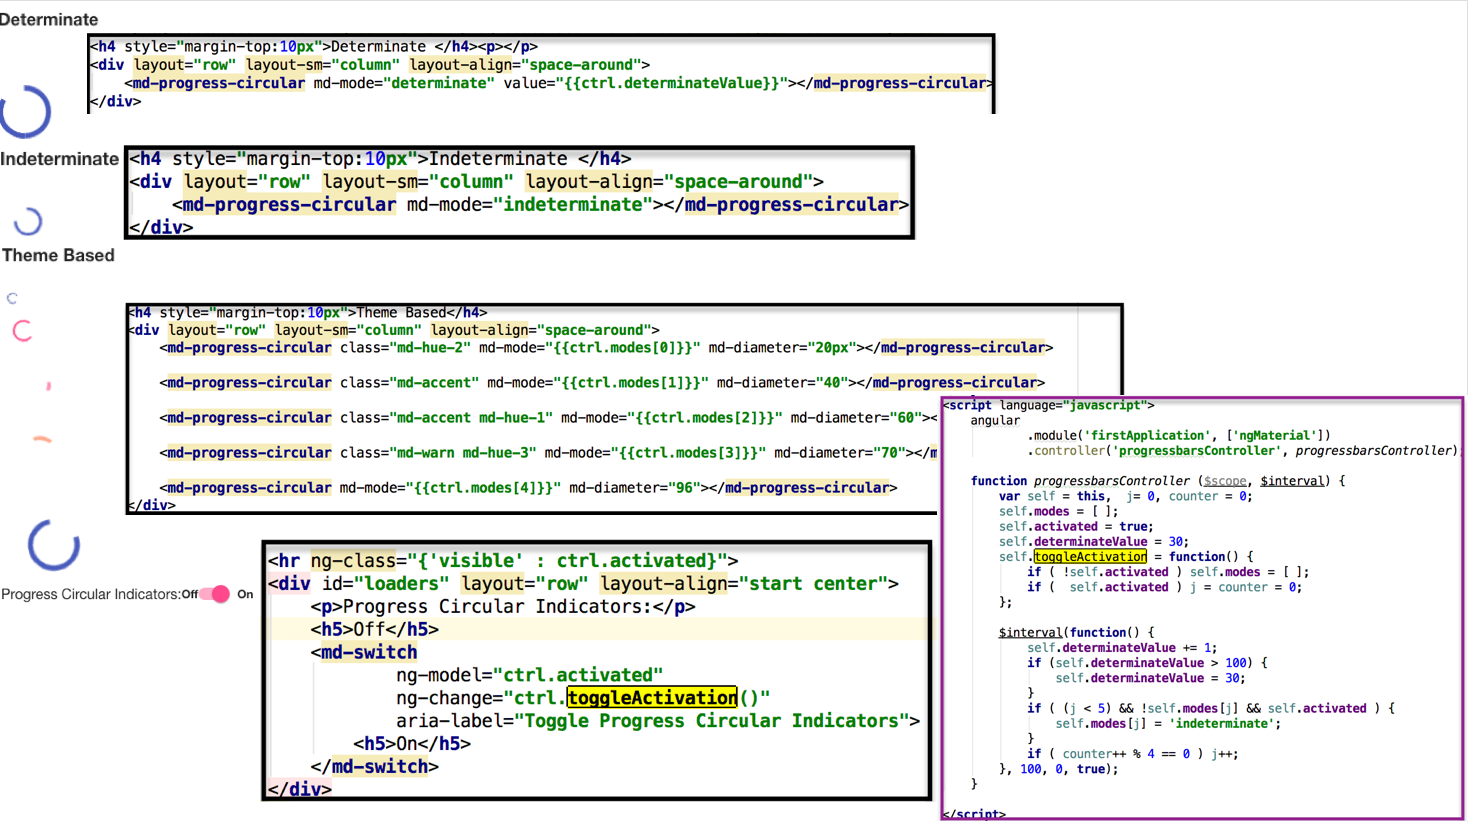 Determinate
<h4 style="margin-top:10px">Determinate </h4><p></p>
<div layout="row" layout-sm="column" layout-align="space-around">
<md-progress-circular md-mode="determinate" value="{{ctrl.determinateValue}}"></md-progress-circular>
</div>
Indeterminate
<h4 style="margin-top:10px">Indeterminate </h4>
<div layout="row" layout-sm="column" layout-align="space-around">
<md-progress-circular md-mode="indeterminate"></md-progress-circular>
</div>
Theme Based
<h4 style="margin-top:10px">Theme Based</h4>
<div layout="row" layout-sm="column" layout-align="space-around">
<md-progress-circular class="md-hue-2" md-mode="{{ctrl.modes[0]}}" md-diameter="20px"></md-progress-circular>
<md-progress-circular class="md-accent" md-mode="{{ctrl.modes[1]}}" md-diameter="40"></md-progress-circular>
<md-progress-circular class="md-accent md-hue-1" md-mode="{{ctrl.modes[2]}}" md-diameter="60"><
<md-progress-circular class="md-warn md-hue-3" md-mode="{{ctrl.modes[3]}}" md-diameter="70"></m
<md-progress-circular md-mode="{{ctrl.modes[4]}}" md-diameter="96"></md-progress-circular>
</div>
Progress Circular Indicators:Off On
<hr ng-class="{'visible' : ctrl.activated}">
<div id="loaders" layout="row" layout-align="start center">
<p>Progress Circular Indicators:</p>
<h5>Off</h5>
<md-switch
ng-model="ctrl.activated"
ng-change="ctrl.toggleActivation()"
aria-label="Toggle Progress Circular Indicators">
<h5>On</h5>
</md-switch>
</div>
<script language="javascript">
angular
.module('firstApplication', ['ngMaterial'])
.controller('progressbarsController', progressbarsController);
function progressbarsController ($scope, $interval) {
var self = this,  j= 0, counter = 0;
self.modes = [ ];
self.activated = true;
self.determinateValue = 30;
self.toggleActivation = function() {
if ( !self.activated ) self.modes = [ ];
if (  self.activated ) j = counter = 0;
};
$interval(function() {
self.determinateValue += 1;
if (self.determinateValue > 100) {
self.determinateValue = 30;
}
if ( (j < 5) && !self.modes[j] && self.activated ) {
self.modes[j] = 'indeterminate';
}
if ( counter++ % 4 == 0 ) j++;
}, 100, 0, true);
}
</script>